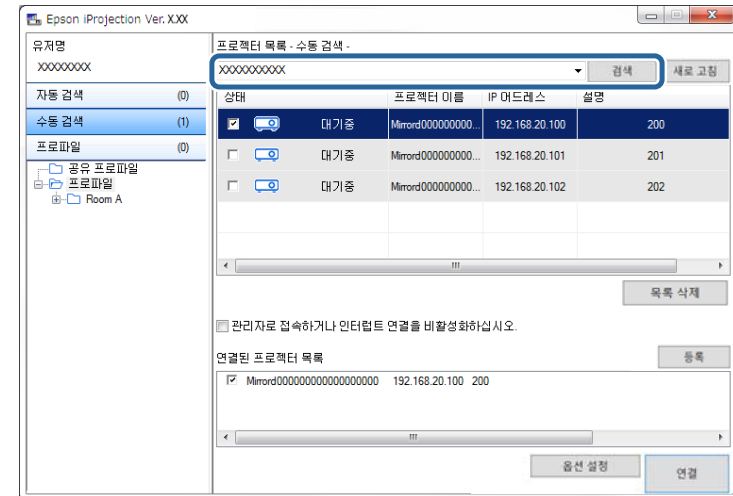 Epson iProjection Ver. X.XX
유저명
XXXXXXXX
자동 검색 (0)
수동 검색 (1)
프로파일 (0)
공유 프로파일
프로파일
Room A
프로젝터 목록 - 수동 검색 -
XXXXXXXXXX 검색 새로 고침
상태 프로젝터 이름 IP 어드레스 설명
대기중 Mirrord000000000... 192.168.20.100 200
대기중 Mirrord000000000... 192.168.20.101 201
대기중 Mirrord000000000... 192.168.20.102 202
목록 삭제
관리자로 접속하거나 인터럽트 연결을 비활성화하십시오.
연결된 프로젝터 목록 등록
Mirrord000000000000000000 192.168.20.100 200
옵션 설정 연결